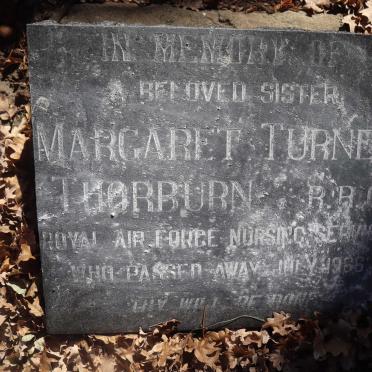 IN MEMORY OF
A BELOVED SISTER
MARGARET TURNE
THORBURN R.R.C
ROYAL AIR FORCE NURSING
WHO PASSED AWAY JULY
THY WILL BE DONE